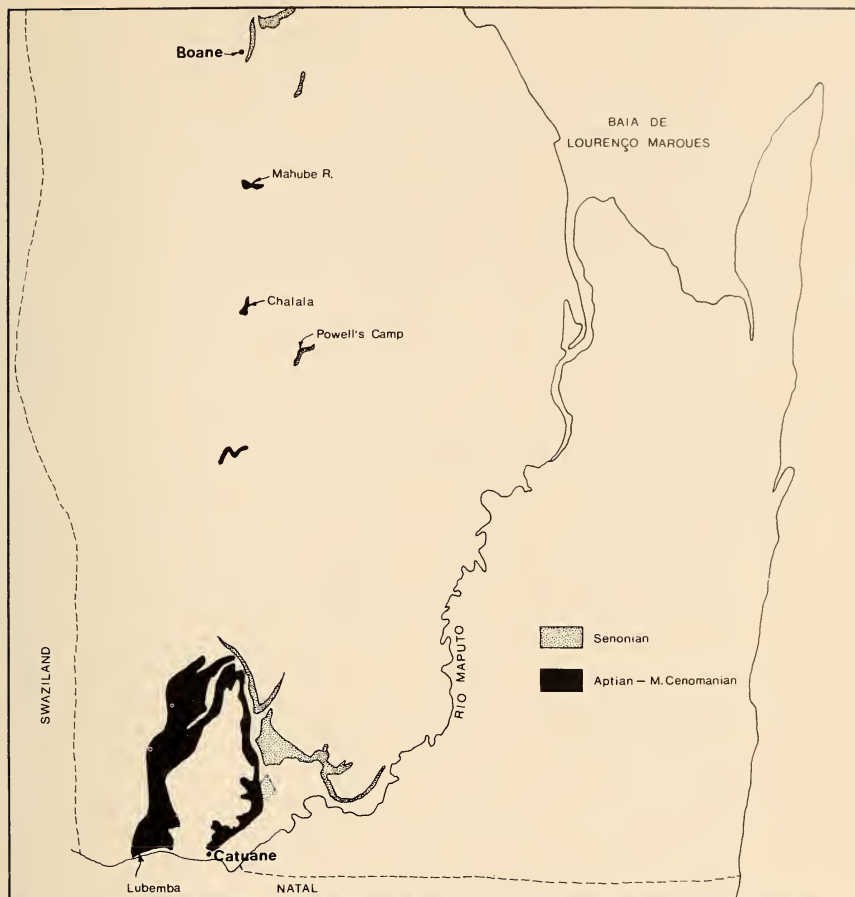 Boane
BAIA DE
LOURENÇO MARQUES
Mahube R.
Chalala
Powell's Camp
SWAZILAND
RIO MAPUTO
Senonian
Aptian – M. Cenomanian
Catuane
Lubemba
NATAL